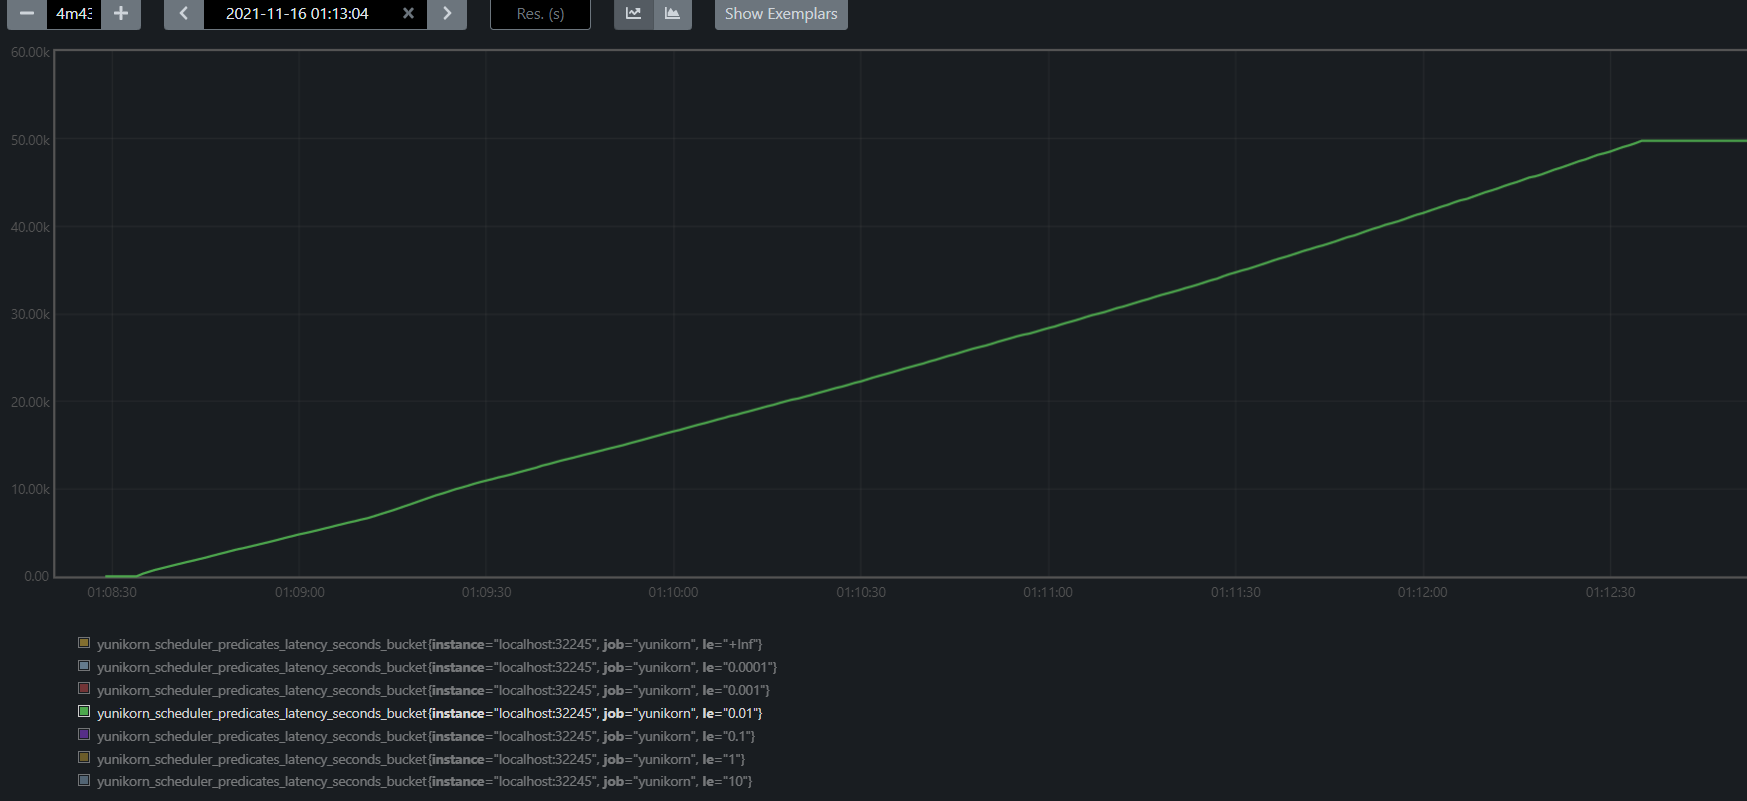 4m43 2021-11-16 01:13:04 Res. (s) Show Exemplars
60.00k
50.00k
40.00k
30.00k
20.00k
10.00k
0.00
01:08:30 01:09:00 01:09:30 01:10:00 01:10:30 01:11:00 01:11:30 01:12:00 01:12:30
yunikorn_scheduler_predicates_latency_seconds_bucket{instance="localhost:32245", job="yunikorn", le="+Inf"}
yunikorn_scheduler_predicates_latency_seconds_bucket{instance="localhost:32245", job="yunikorn", le="0.0001"}
yunikorn_scheduler_predicates_latency_seconds_bucket{instance="localhost:32245", job="yunikorn", le="0.001"}
yunikorn_scheduler_predicates_latency_seconds_bucket{instance="localhost:32245", job="yunikorn", le="0.01"}
yunikorn_scheduler_predicates_latency_seconds_bucket{instance="localhost:32245", job="yunikorn", le="0.1"}
yunikorn_scheduler_predicates_latency_seconds_bucket{instance="localhost:32245", job="yunikorn", le="1"}
yunikorn_scheduler_predicates_latency_seconds_bucket{instance="localhost:32245", job="yunikorn", le="10"}